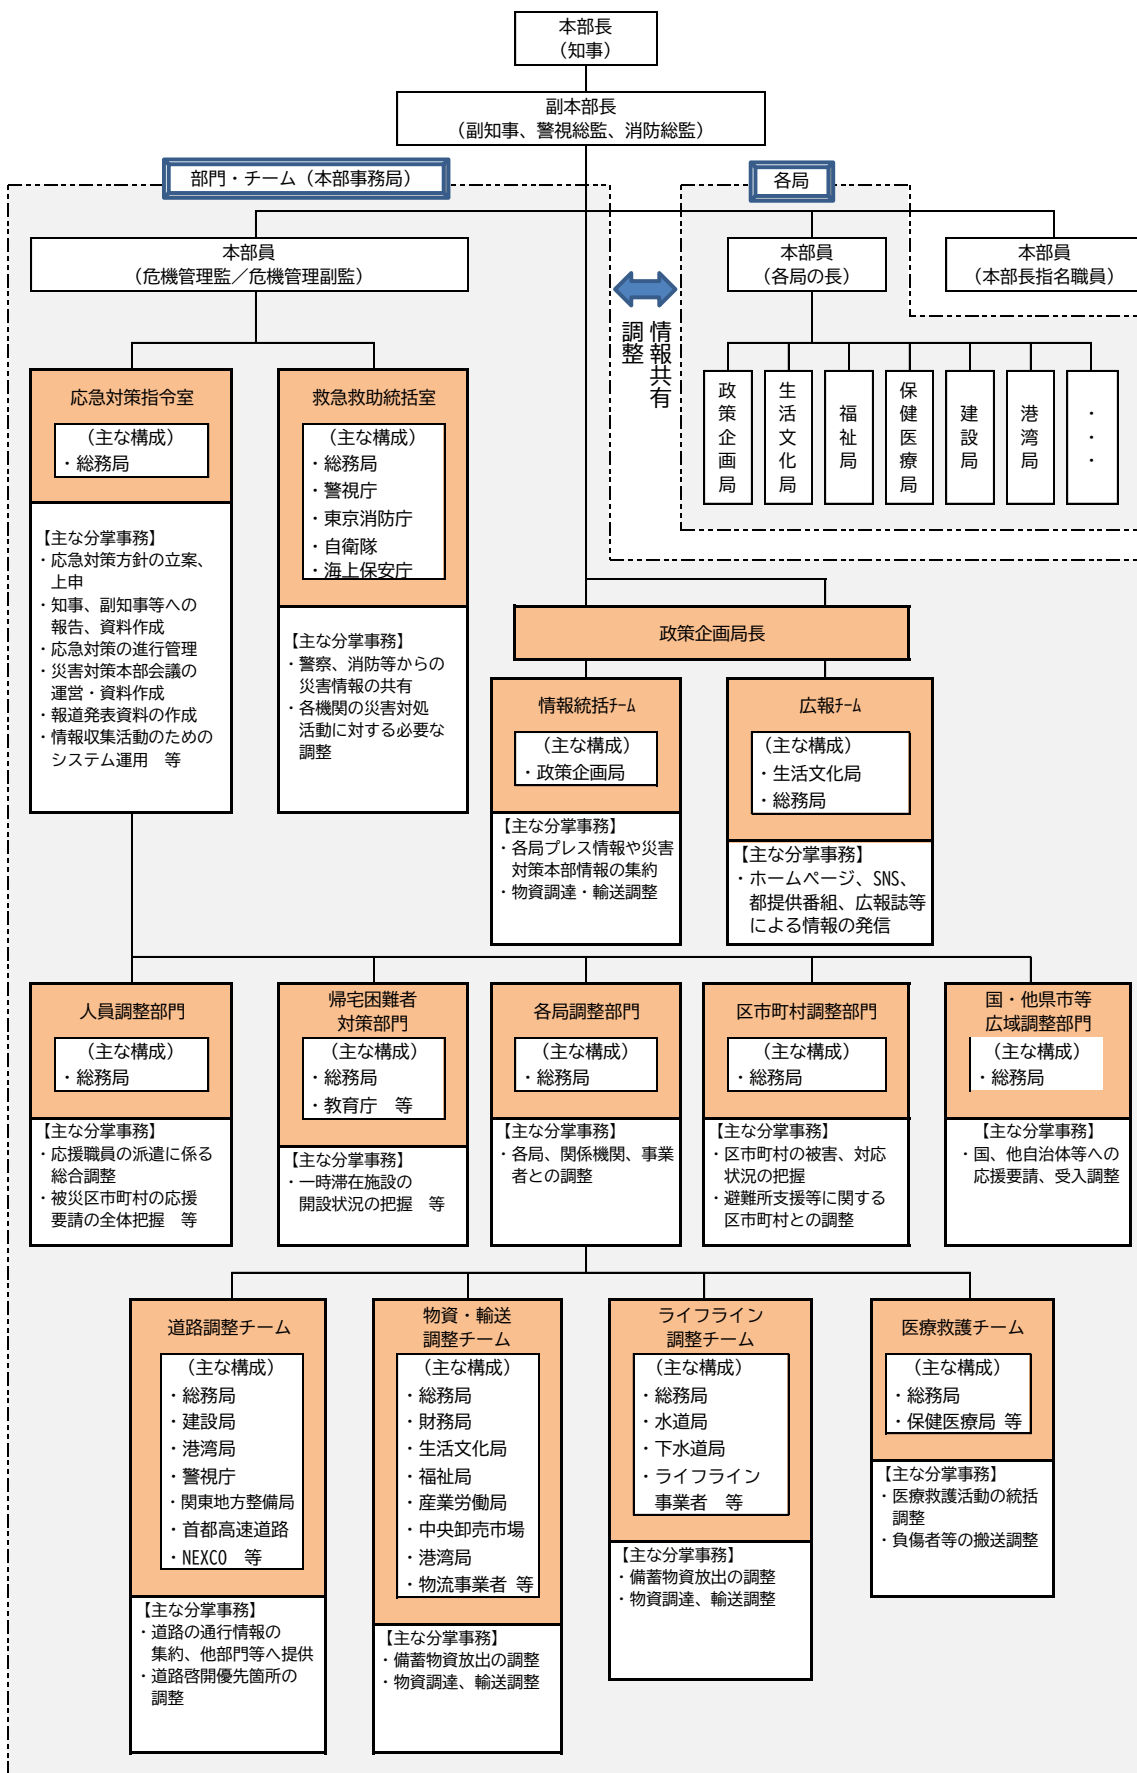 本部長
（知事）
副本部長
（副知事、警視総監、消防総監）
部門・チーム（本部事務局）
各局
本部員
（危機管理監／危機管理副監）
本部員
（各局の長）
本部員
（本部長指名職員）
情報共有
調整
政策企画局
生活文化局
福祉局
保健医療局
建設局
港湾局
・・・
応急対策指令室
（主な構成）
・総務局
【主な分掌事務】
・応急対策方針の立案、
上申
・知事、副知事等への
報告、資料作成
・応急対策の進行管理
・災害対策本部会議の
運営・資料作成
・報道発表資料の作成
・情報収集活動のための
システム運用　等
救急救助統括室
（主な構成）
・総務局
・警視庁
・東京消防庁
・自衛隊
・海上保安庁
【主な分掌事務】
・警察、消防等からの
災害情報の共有
・各機関の災害対処
活動に対する必要な
調整
政策企画局長
情報統括ﾁｰﾑ
（主な構成）
・政策企画局
【主な分掌事務】
・各局プレス情報や災害
対策本部情報の集約
・物資調達・輸送調整
広報ﾁｰﾑ
（主な構成）
・生活文化局
・総務局
【主な分掌事務】
・ホームページ、SNS、
都提供番組、広報誌等
による情報の発信
人員調整部門
（主な構成）
・総務局
【主な分掌事務】
・応援職員の派遣に係る
総合調整
・被災区市町村の応援
要請の全体把握　等
帰宅困難者
対策部門
（主な構成）
・総務局
・教育庁　等
【主な分掌事務】
・一時滞在施設の
開設状況の把握　等
各局調整部門
（主な構成）
・総務局
【主な分掌事務】
・各局、関係機関、事業
者との調整
区市町村調整部門
（主な構成）
・総務局
【主な分掌事務】
・区市町村の被害、対応
状況の把握
・避難所支援等に関する
区市町村との調整
国・他県市等
広域調整部門
（主な構成）
・総務局
【主な分掌事務】
・国、他自治体等への
応援要請、受入調整
道路調整チーム
（主な構成）
・総務局
・建設局
・港湾局
・警視庁
・関東地方整備局
・首都高速道路
・NEXCO　等
【主な分掌事務】
・道路の通行情報の
集約、他部門等へ提供
・道路啓開優先箇所の
調整
物資・輸送
調整チーム
（主な構成）
・総務局
・財務局
・生活文化局
・福祉局
・産業労働局
・中央卸売市場
・港湾局
・物流事業者 等
【主な分掌事務】
・備蓄物資放出の調整
・物資調達、輸送調整
ライフライン
調整チーム
（主な構成）
・総務局
・水道局
・下水道局
・ライフライン
事業者　等
【主な分掌事務】
・備蓄物資放出の調整
・物資調達、輸送調整
医療救護チーム
（主な構成）
・総務局
・保健医療局 等
【主な分掌事務】
・医療救護活動の統括
調整
・負傷者等の搬送調整